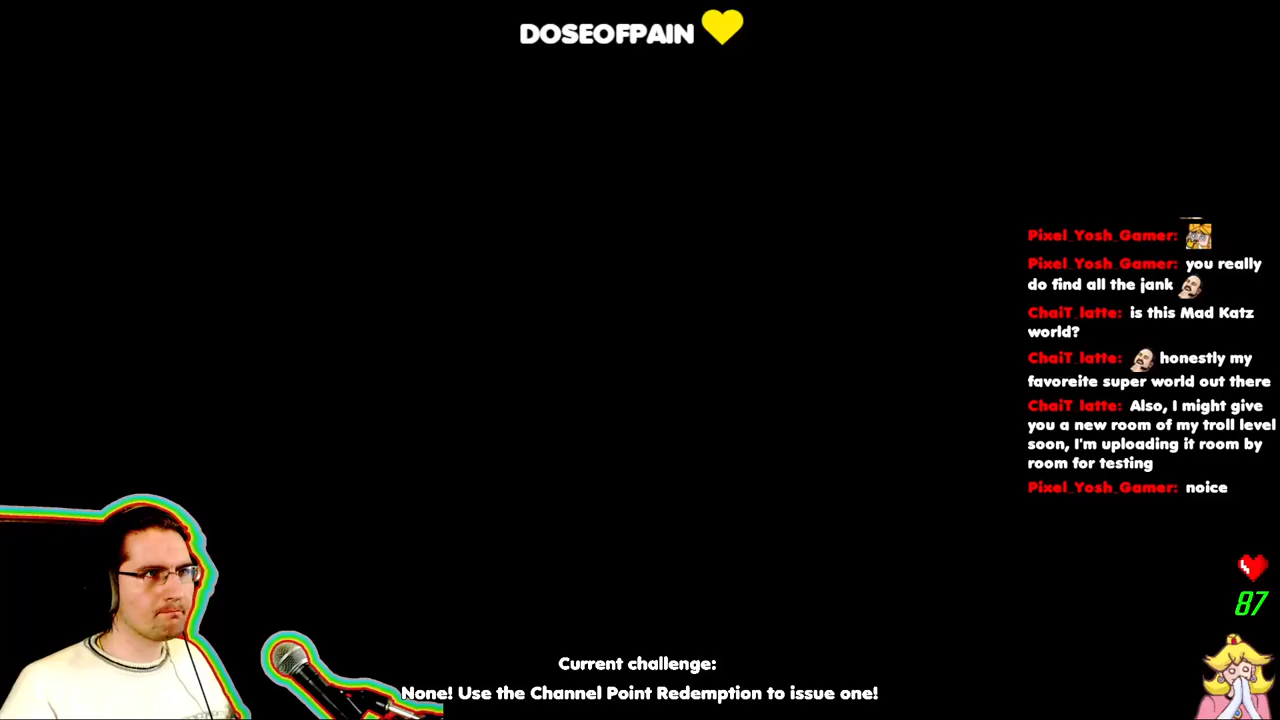 DOSEOFPAIN
Pixel_Yosh_Gamer:
Pixel_Yosh_Gamer: you really
do find all the jank
ChaiT_latte: is this Mad Katz
world?
ChaiT_latte: honestly my
favoreite super world out there
ChaiT_latte: Also, I might give
you a new room of my troll level
soon, I'm uploading it room by
room for testing
Pixel_Yosh_Gamer: noice
87
Current challenge:
None! Use the Channel Point Redemption to issue one!